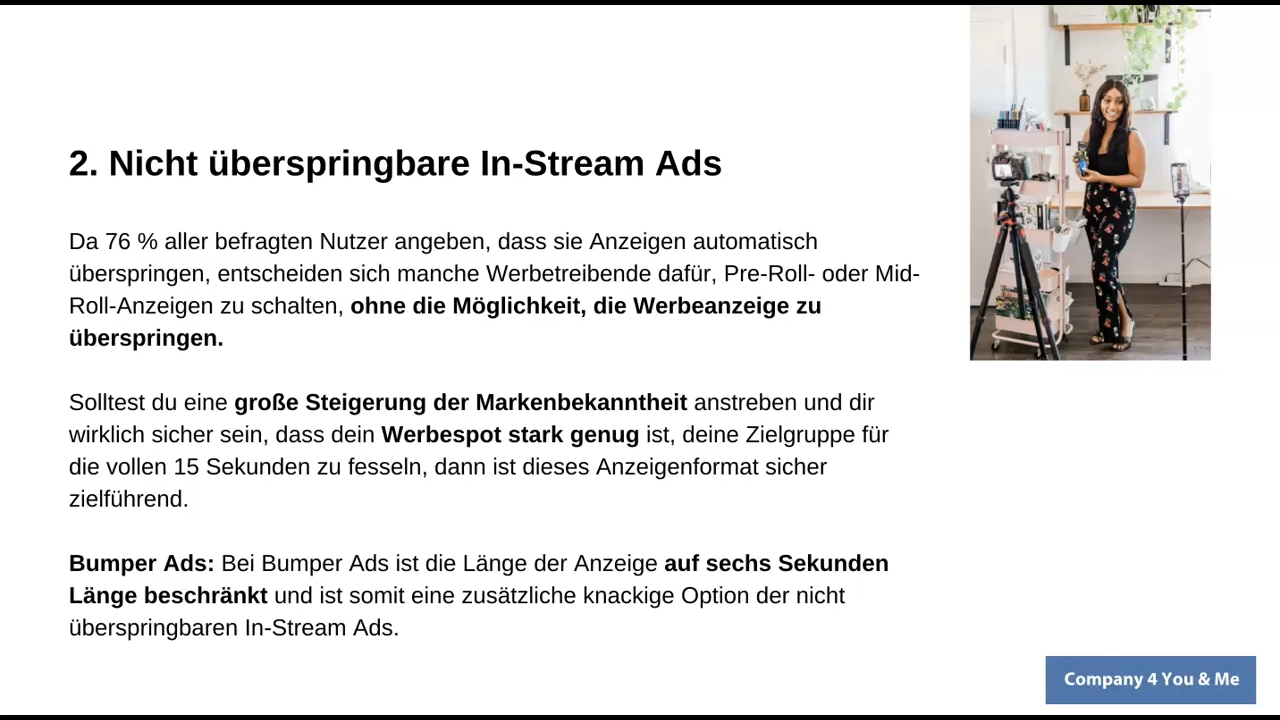 2. Nicht überspringbare In-Stream Ads
Da 76 % aller befragten Nutzer angeben, dass sie Anzeigen automatisch
überspringen, entscheiden sich manche Werbetreibende dafür, Pre-Roll- oder Mid-
Roll-Anzeigen zu schalten, ohne die Möglichkeit, die Werbeanzeige zu
überspringen.
Solltest du eine große Steigerung der Markenbekanntheit anstreben und dir
wirklich sicher sein, dass dein Werbespot stark genug ist, deine Zielgruppe für
die vollen 15 Sekunden zu fesseln, dann ist dieses Anzeigenformat sicher
zielführend.
Bumper Ads: Bei Bumper Ads ist die Länge der Anzeige auf sechs Sekunden
Länge beschränkt und ist somit eine zusätzliche knackige Option der nicht
überspringbaren In-Stream Ads.
Company 4 You & Me